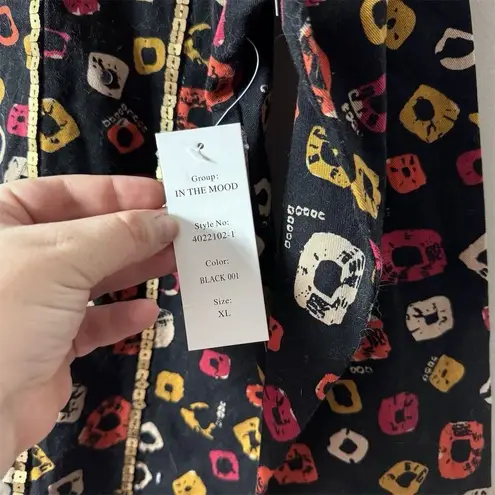 Group:
IN THE MOOD
Style No:
4022102-1
Color:
BLACK 001
Size:
XL